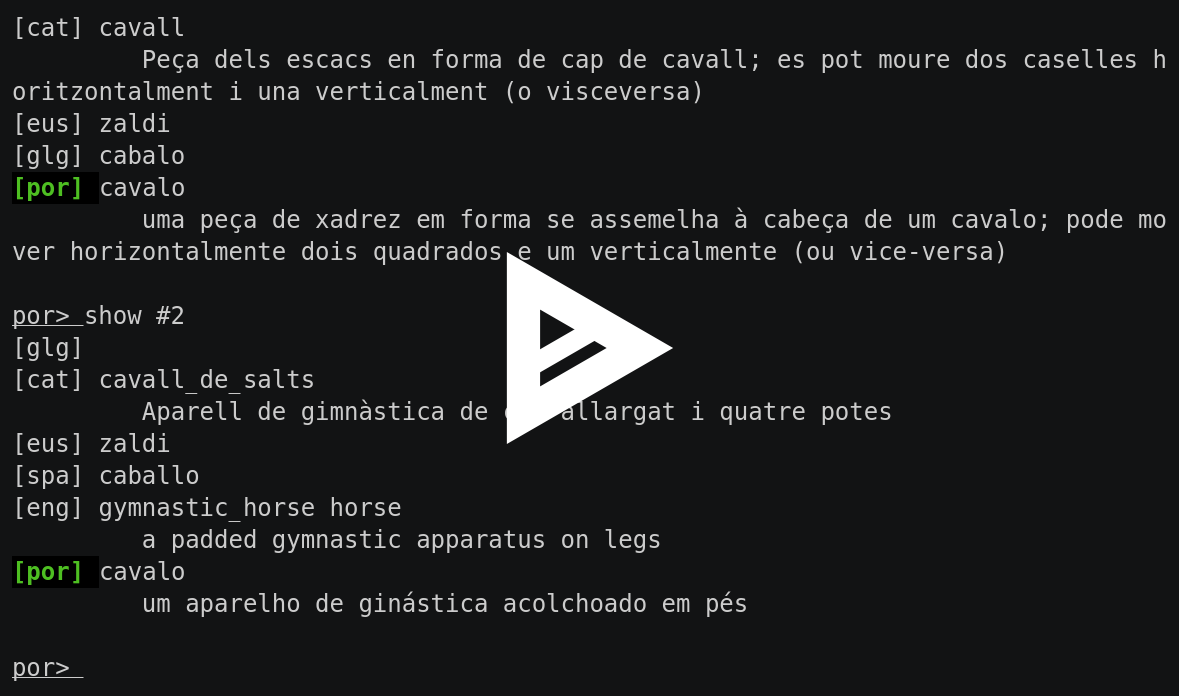 [cat] cavall
Peça dels escacs en forma de cap de cavall; es pot moure dos caselles h
oritzontalment i una verticalment (o visceversa)
[eus] zaldi
[glg] cabalo
[por] cavalo
uma peça de xadrez em forma se assemelha à cabeça de um cavalo; pode mo
ver horizontalmente dois quadrados e um verticalmente (ou vice-versa)
por> show #2
[glg]
[cat] cavall_de_salts
Aparell de gimnàstica de allargat i quatre potes
[eus] zaldi
[spa] caballo
[eng] gymnastic_horse horse
a padded gymnastic apparatus on legs
[por] cavalo
um aparelho de ginástica acolchoado em pés
por>